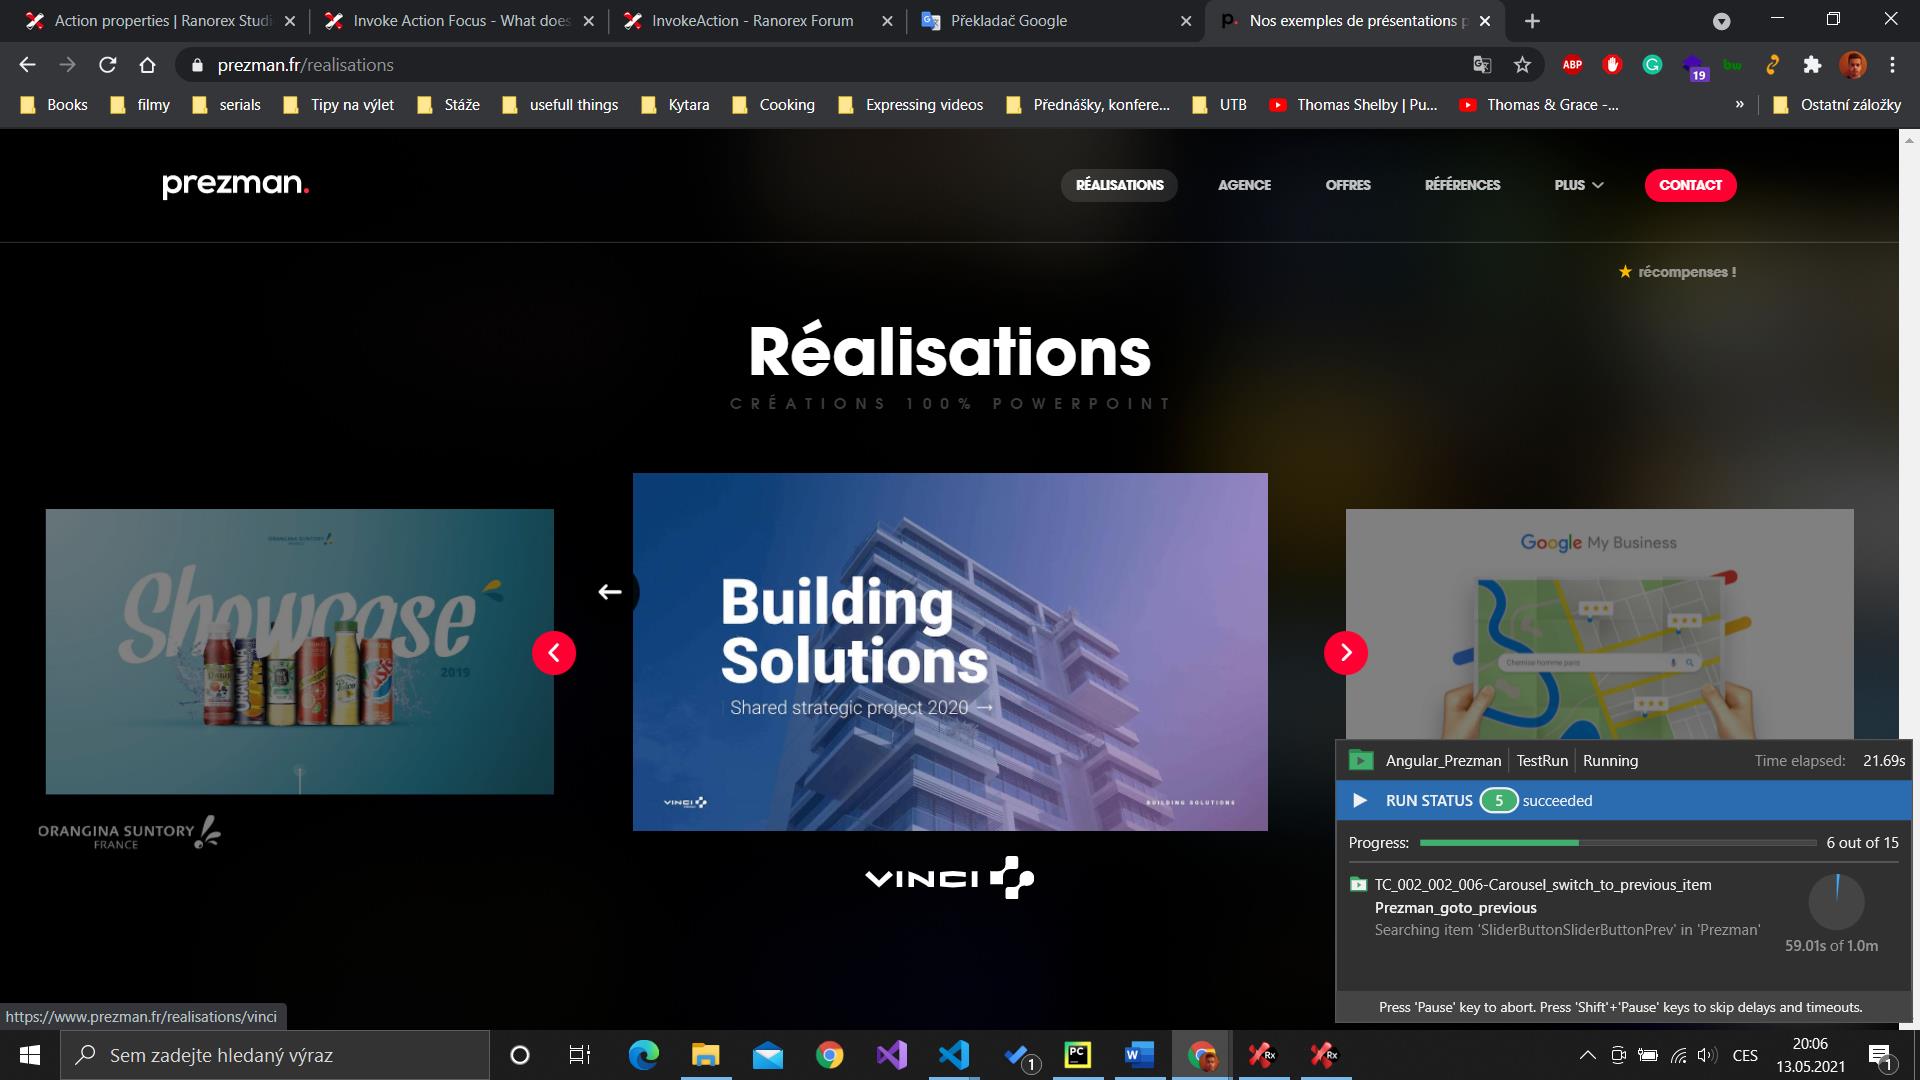 Action properties | Ranorex Studi
Invoke Action Focus - What does
InvokeAction - Ranorex Forum
Překladač Google
Nos exemples de présentations p
prezman.fr/realisations
ABP
19
bw
Books
filmy
serials
Tipy na výlet
Stáže
usefull things
Kytara
Cooking
Expressing videos
Přednášky, konfere...
UTB
Thomas Shelby | Pu...
Thomas & Grace -...
»
Ostatní záložky
prezman.
RÉALISATIONS
AGENCE
OFFRES
RÉFÉRENCES
PLUS
CONTACT
★ récompenses !
Réalisations
CRÉATIONS 100% POWERPOINT
ORANGINA SUNTORY
Showcase
2019
ORANGINA SUNTORY
FRANCE
Building
Solutions
Shared strategic project 2020 →
VINCI
BUILDING SOLUTIONS
VINCI
Google My Business
Chemise homme paris
Angular_Prezman
TestRun
Running
Time elapsed: 21.69s
RUN STATUS 5 succeeded
Progress: 6 out of 15
TC_002_002_006-Carousel_switch_to_previous_item
Prezman_goto_previous
Searching item 'SliderButtonSliderButtonPrev' in 'Prezman'
59.01s of 1.0m
Press 'Pause' key to abort. Press 'Shift'+'Pause' keys to skip delays and timeouts.
https://www.prezman.fr/realisations/vinci
Sem zadejte hledaný výraz
1
PC
W
Rx
Rx
CES
20:06
13.05.2021
1